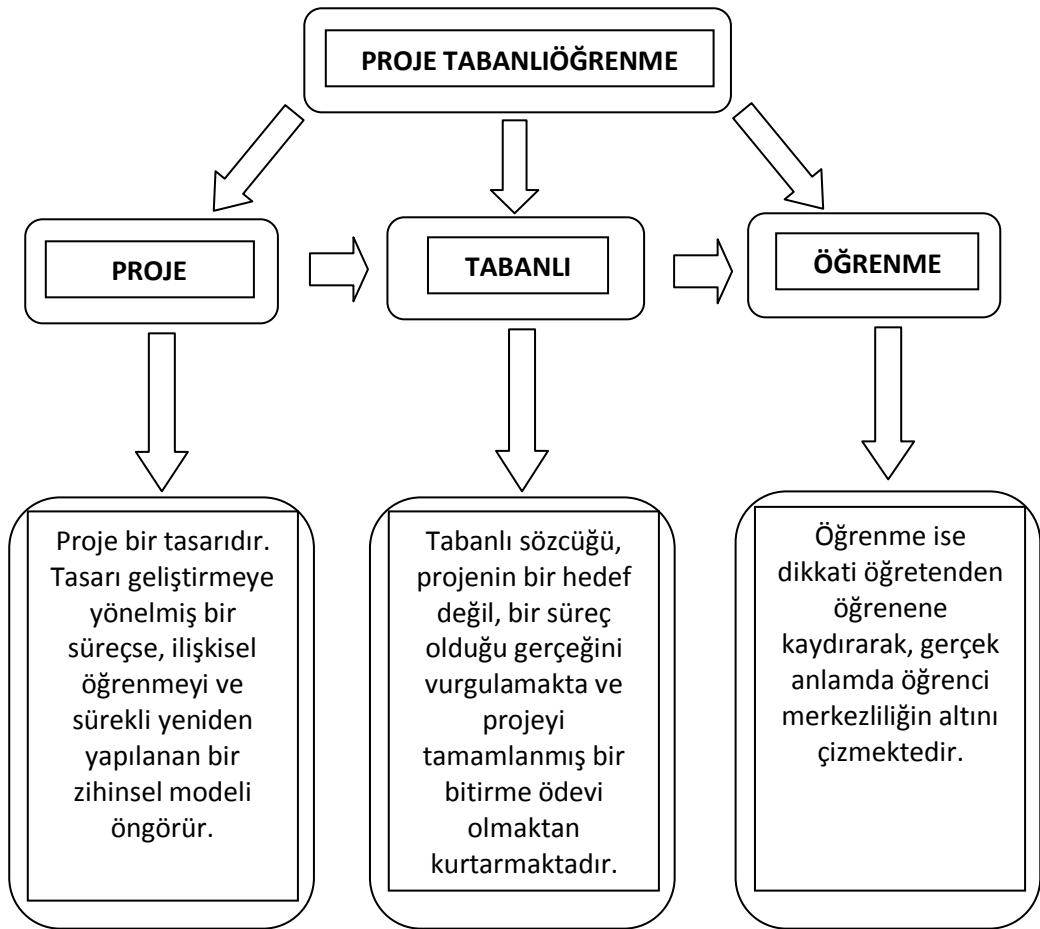 PROJE TABANLIÖĞRENME
PROJE
TABANLI
ÖĞRENME
Proje bir tasarıdır.
Tasarı geliştirmeye
yönelmiş bir
süreçse, ilişkisel
öğrenmeyi ve
sürekli yeniden
yapılanan bir
zihinsel modeli
öngörür.
Tabanlı sözcüğü,
projenin bir hedef
değil, bir süreç
olduğu gerçeğini
vurgulamakta ve
projeyi
tamamlanmış bir
bitirme ödevi
olmaktan
kurtarmaktadır.
Öğrenme ise
dikkati öğretenden
öğrenene
kaydırarak, gerçek
anlamda öğrenci
merkezliliğin altını
çizmektedir.